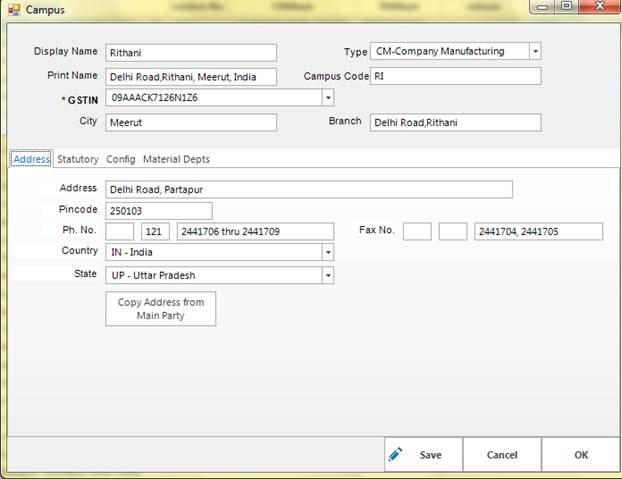 Campus
Display Name Rithani Type CM-Company Manufacturing
Print Name Delhi Road,Rithani, Meerut, India Campus Code RI
* GSTIN 09AAACK7126N1Z6
City Meerut Branch Delhi Road,Rithani
Address Statutory Config Material Depts
Address Delhi Road, Partapur
Pincode 250103
Ph. No. 121 2441706 thru 2441709 Fax No. 2441704, 2441705
Country IN - India
State UP - Uttar Pradesh
Copy Address from
Main Party
Save Cancel OK